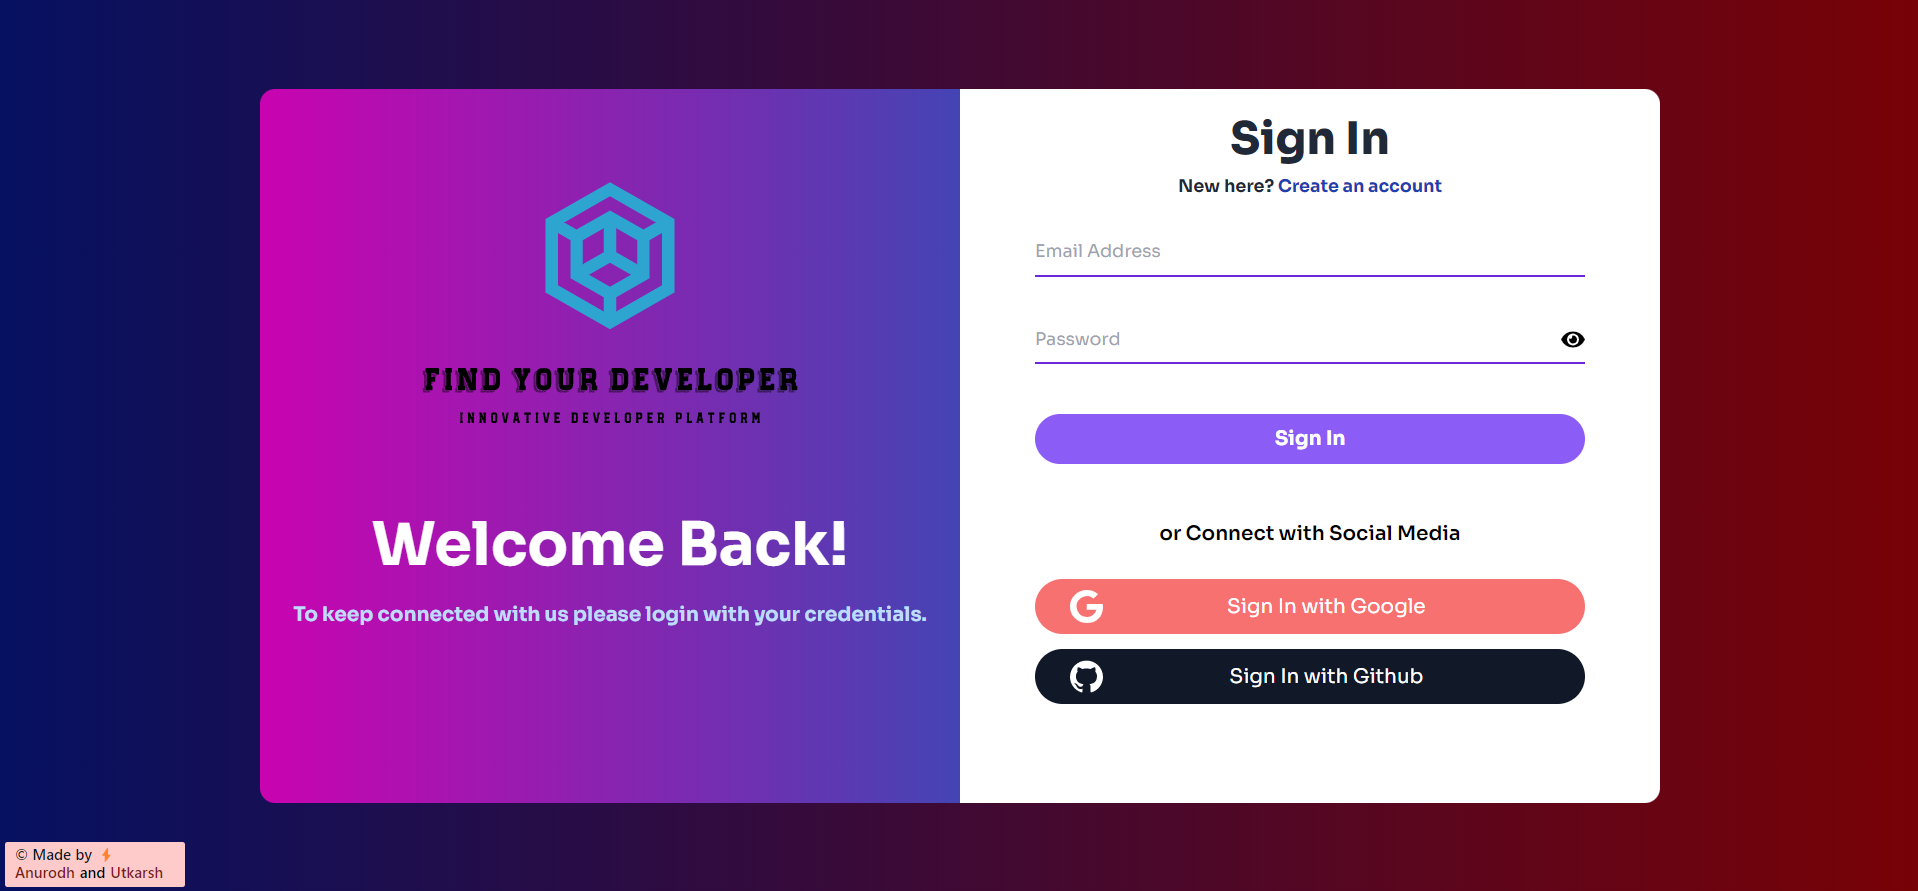 FIND YOUR DEVELOPER
INNOVATIVE DEVELOPER PLATFORM
Welcome Back!
To keep connected with us please login with your credentials.
Sign In
New here? Create an account
Email Address
Password
Sign In
or Connect with Social Media
Sign In with Google
Sign In with Github
© Made by
Anurodh and Utkarsh